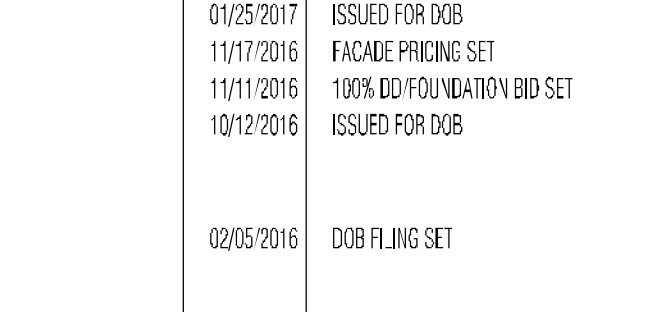 01/25/2017 ISSUED FOR DOB
11/17/2016 FACADE PRICING SET
11/11/2016 100% DD/FOUNDATION BID SET
10/12/2016 ISSUED FOR DOB
02/05/2016 DOB FILING SET